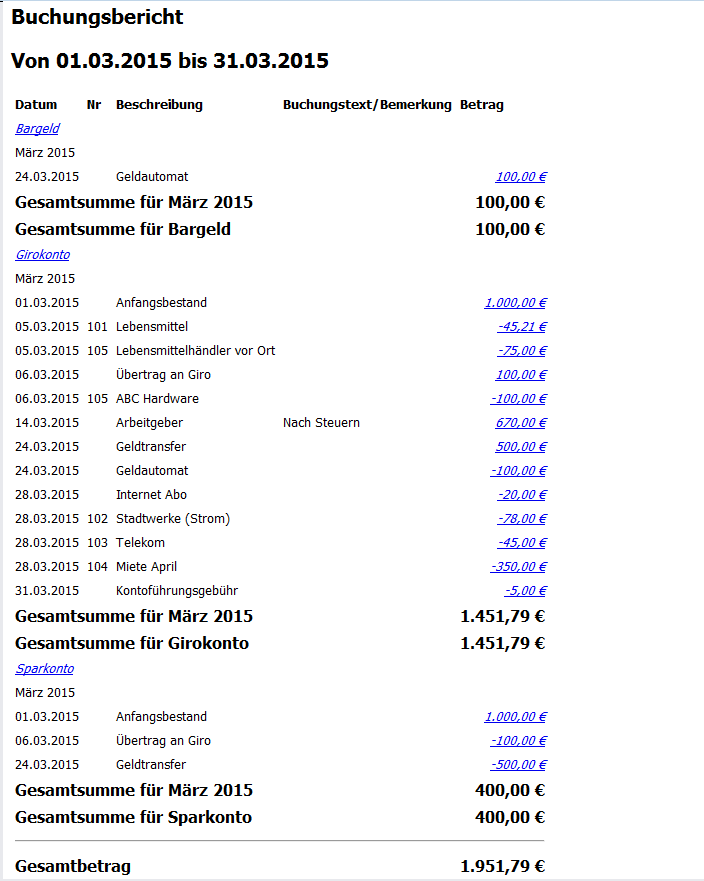 Buchungsbericht
Von 01.03.2015 bis 31.03.2015
Datum Nr Beschreibung Buchungstext/Bemerkung Betrag
Bargeld
März 2015
24.03.2015 Geldautomat 100,00 €
Gesamtsumme für März 2015 100,00 €
Gesamtsumme für Bargeld 100,00 €
Girokonto
März 2015
01.03.2015 Anfangsbestand 1.000,00 €
05.03.2015 101 Lebensmittel -45,21 €
05.03.2015 105 Lebensmittelhändler vor Ort -75,00 €
06.03.2015 Übertrag an Giro 100,00 €
06.03.2015 105 ABC Hardware -100,00 €
14.03.2015 Arbeitgeber Nach Steuern 670,00 €
24.03.2015 Geldtransfer 500,00 €
24.03.2015 Geldautomat -100,00 €
28.03.2015 Internet Abo -20,00 €
28.03.2015 102 Stadtwerke (Strom) -78,00 €
28.03.2015 103 Telekom -45,00 €
28.03.2015 104 Miete April -350,00 €
31.03.2015 Kontoführungsgebühr -5,00 €
Gesamtsumme für März 2015 1.451,79 €
Gesamtsumme für Girokonto 1.451,79 €
Sparkonto
März 2015
01.03.2015 Anfangsbestand 1.000,00 €
06.03.2015 Übertrag an Giro -100,00 €
24.03.2015 Geldtransfer -500,00 €
Gesamtsumme für März 2015 400,00 €
Gesamtsumme für Sparkonto 400,00 €
Gesamtbetrag 1.951,79 €